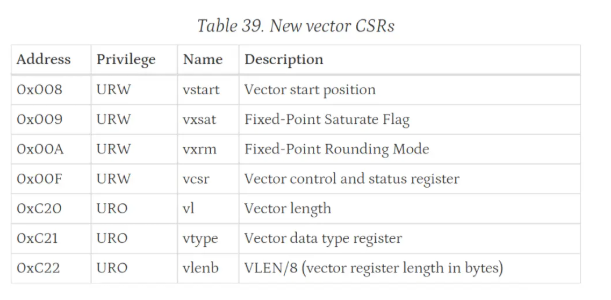 Table 39. New vector CSRs
Address Privilege Name Description
0x008 URW vstart Vector start position
0x009 URW vxsat Fixed-Point Saturate Flag
0x00A URW vxrm Fixed-Point Rounding Mode
0x00F URW vcsr Vector control and status register
0xC20 URO vl Vector length
0xC21 URO vtype Vector data type register
0xC22 URO vlenb VLEN/8 (vector register length in bytes)